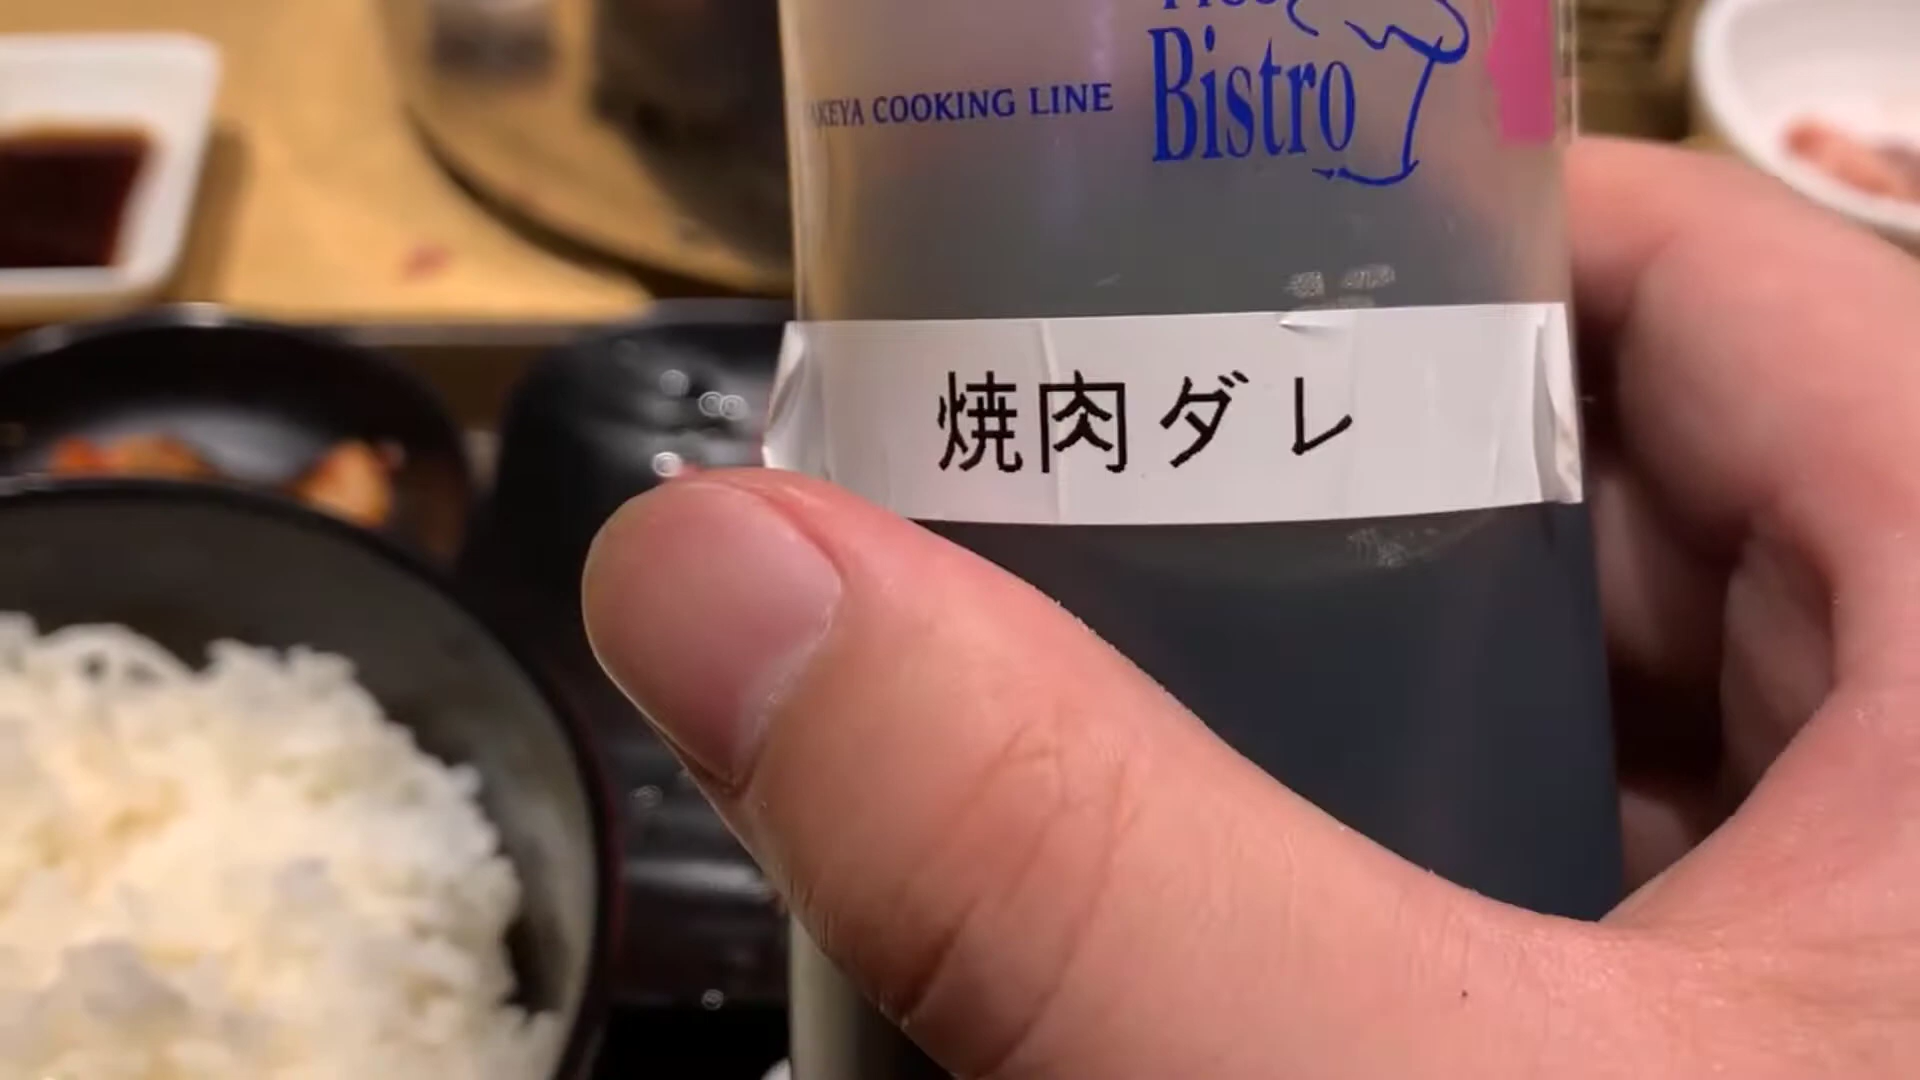 Bistro
COOKING LINE
焼肉ダレ